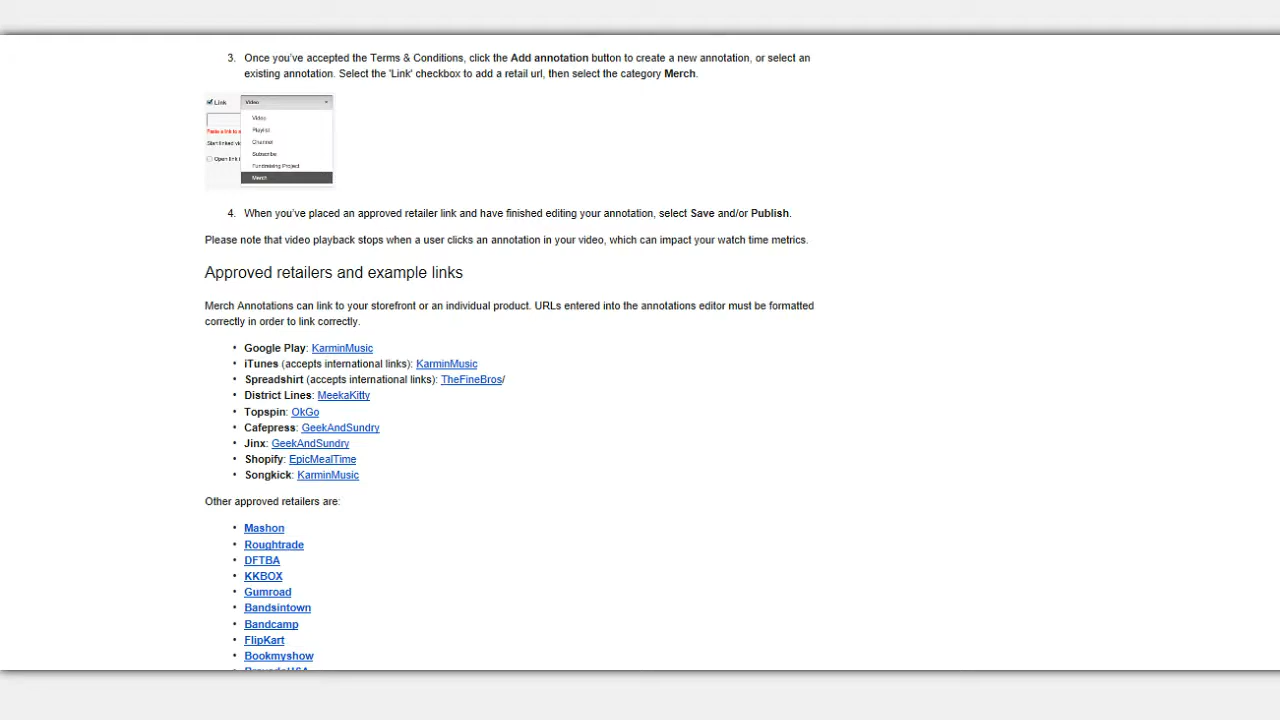 3. Once you've accepted the Terms & Conditions, click the Add annotation button to create a new annotation, or select an
existing annotation. Select the 'Link' checkbox to add a retail url, then select the category Merch.
Link Video
Video
Playlist
Paste a link to
Channel
Start linked
Subscribe
Open link
Fundraising Project
Merch
4. When you've placed an approved retailer link and have finished editing your annotation, select Save and/or Publish.
Please note that video playback stops when a user clicks an annotation in your video, which can impact your watch time metrics.
Approved retailers and example links
Merch Annotations can link to your storefront or an individual product. URLs entered into the annotations editor must be formatted
correctly in order to link correctly.
• Google Play: KarminMusic
• iTunes (accepts international links): KarminMusic
• Spreadshirt (accepts international links): TheFineBros/
• District Lines: MeekaKitty
• Topspin: OkGo
• Cafepress: GeekAndSundry
• Jinx: GeekAndSundry
• Shopify: EpicMealTime
• Songkick: KarminMusic
Other approved retailers are:
• Mashon
• Roughtrade
• DFTBA
• KKBOX
• Gumroad
• Bandsintown
• Bandcamp
• FlipKart
• Bookmyshow